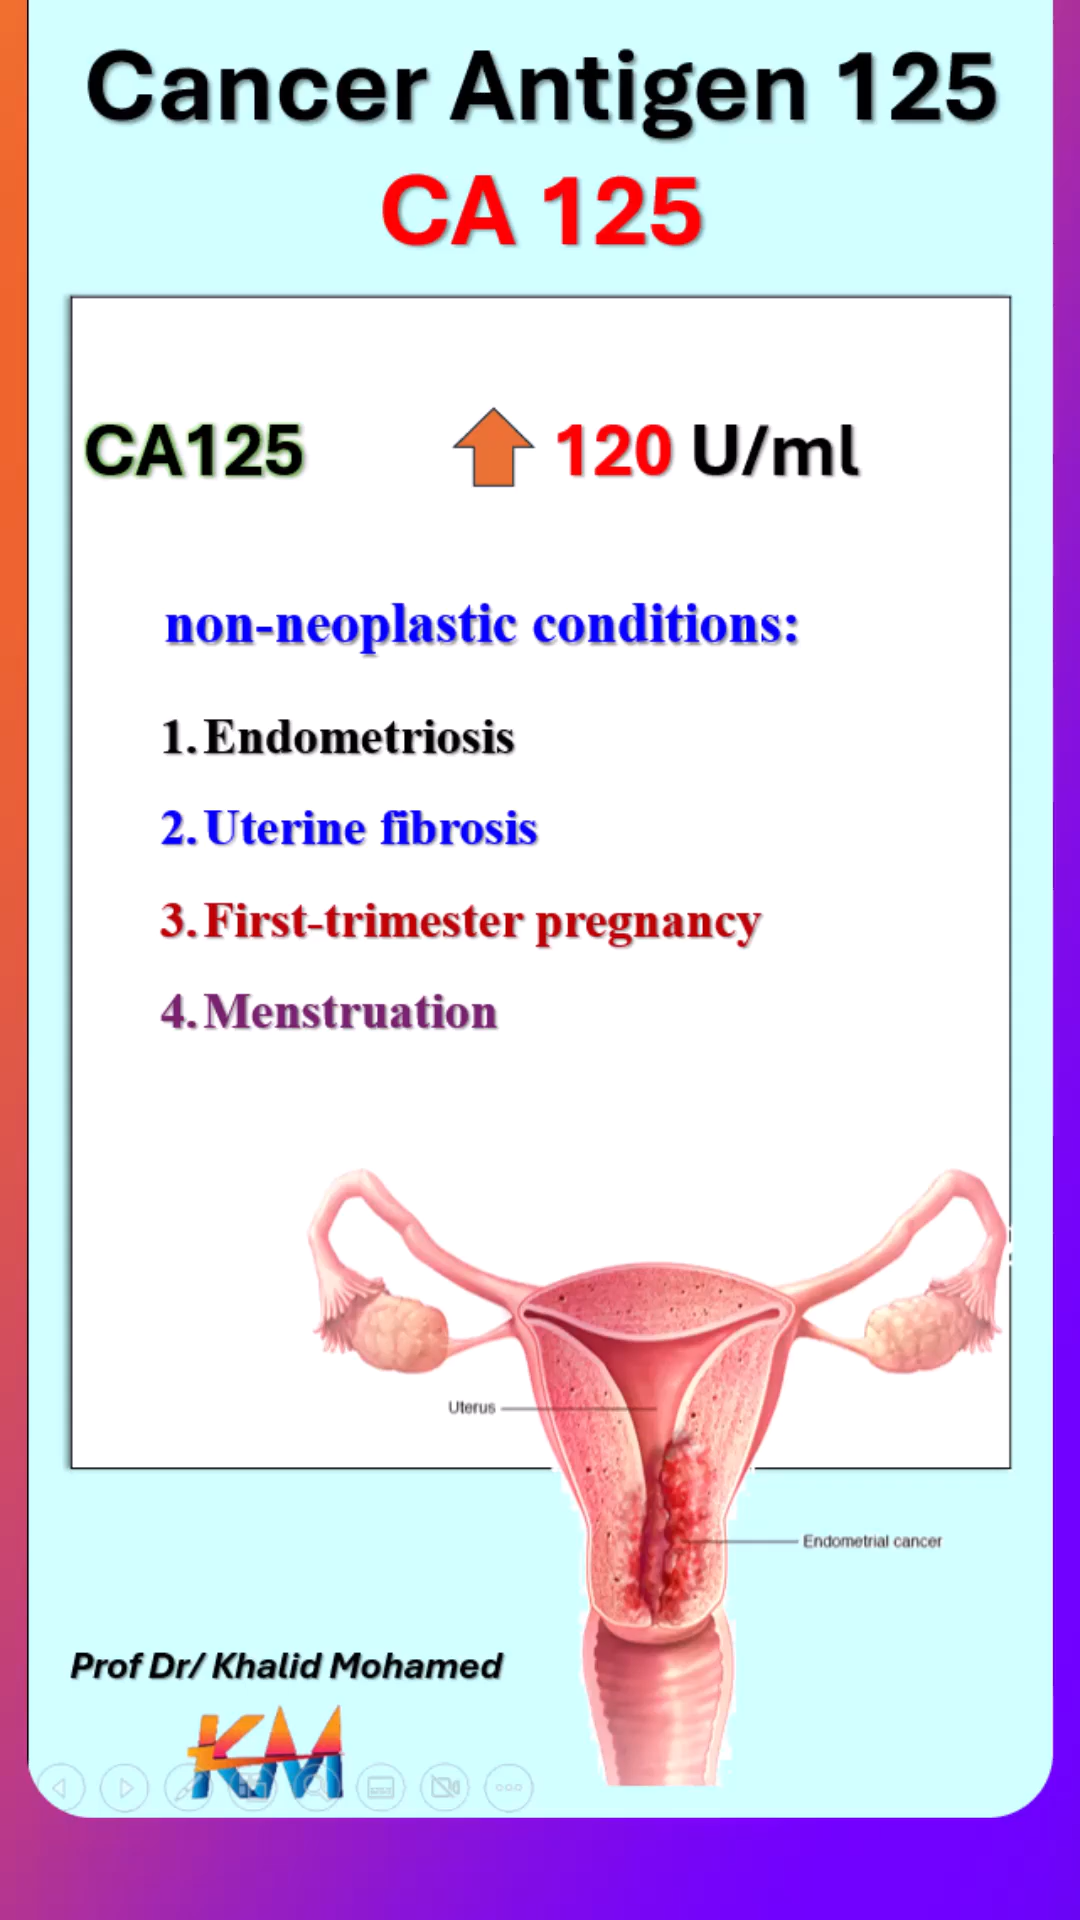 Cancer Antigen 125
CA 125
CA125 120 U/ml
non-neoplastic conditions:
1. Endometriosis
2. Uterine fibrosis
3. First-trimester pregnancy
4. Menstruation
Uterus
Endometrial cancer
Prof Dr/ Khalid Mohamed
KM